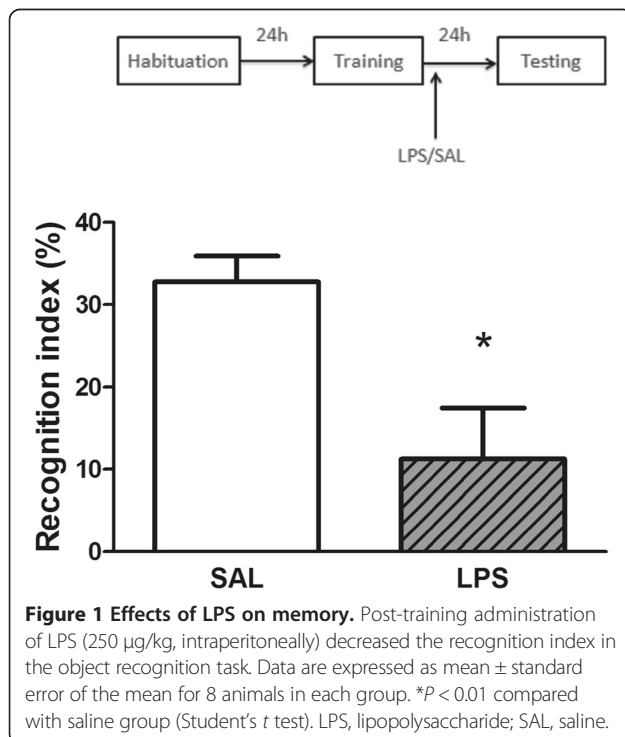 24h 24h
Habituation Training Testing
LPS/SAL
Recognition index (%)
40
30
20
10
0
*
SAL LPS
Figure 1 Effects of LPS on memory. Post-training administration
of LPS (250 μg/kg, intraperitoneally) decreased the recognition index in
the object recognition task. Data are expressed as mean ± standard
error of the mean for 8 animals in each group. *P < 0.01 compared
with saline group (Student's t test). LPS, lipopolysaccharide; SAL, saline.